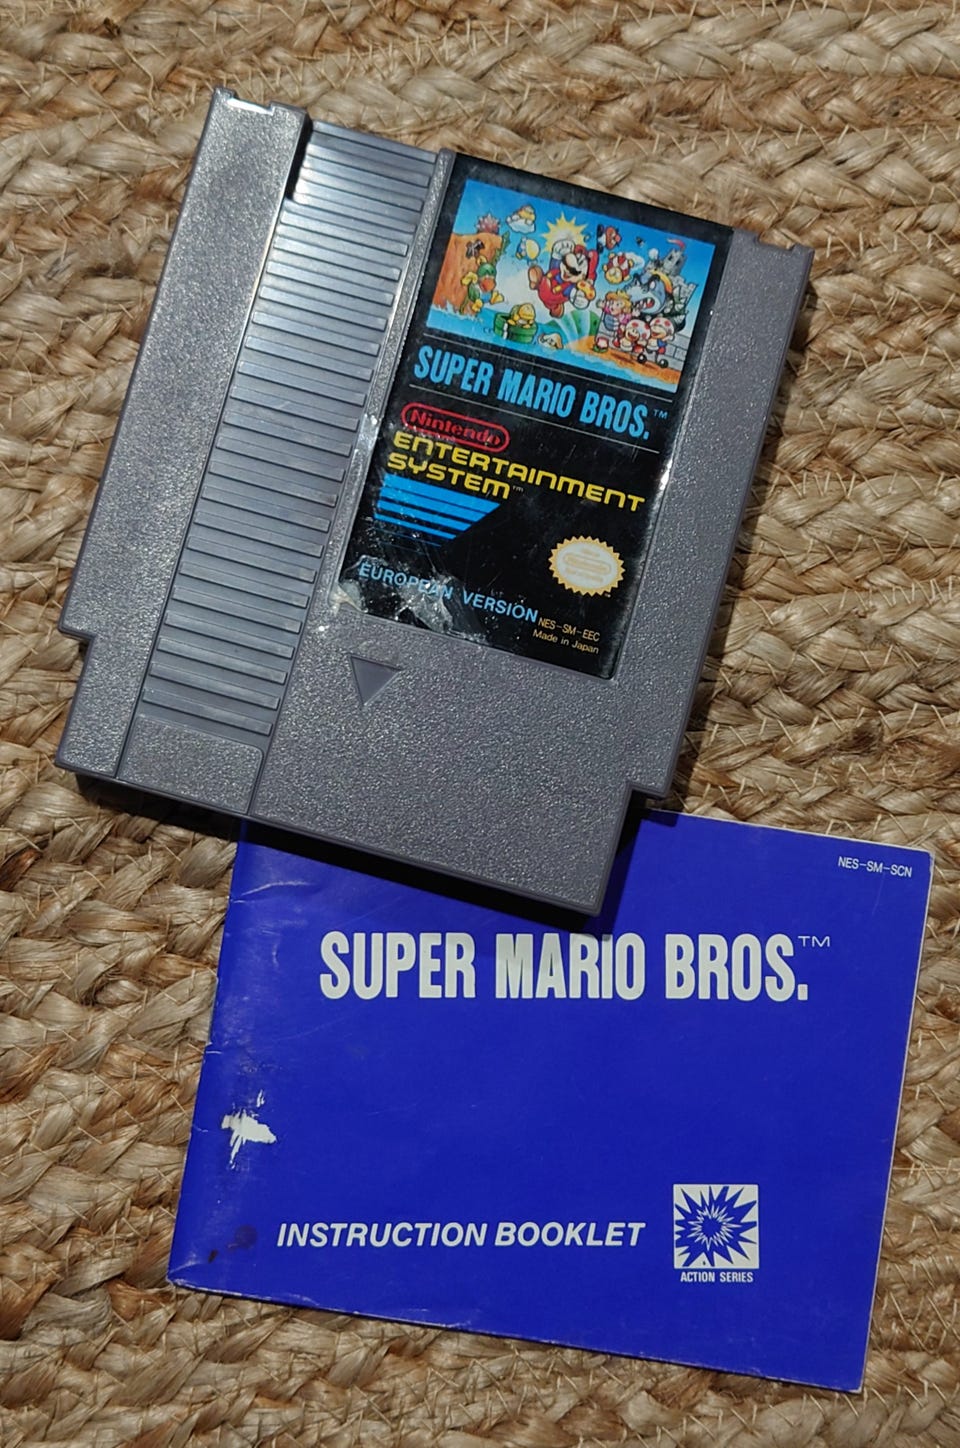 SUPER MARIO BROS.™
Nintendo
ENTERTAINMENT
SYSTEM™
EUROPEAN VERSION
NES-SM-EEC
Made in Japan
NES-SM-SCN
SUPER MARIO BROS.™
INSTRUCTION BOOKLET
ACTION SERIES